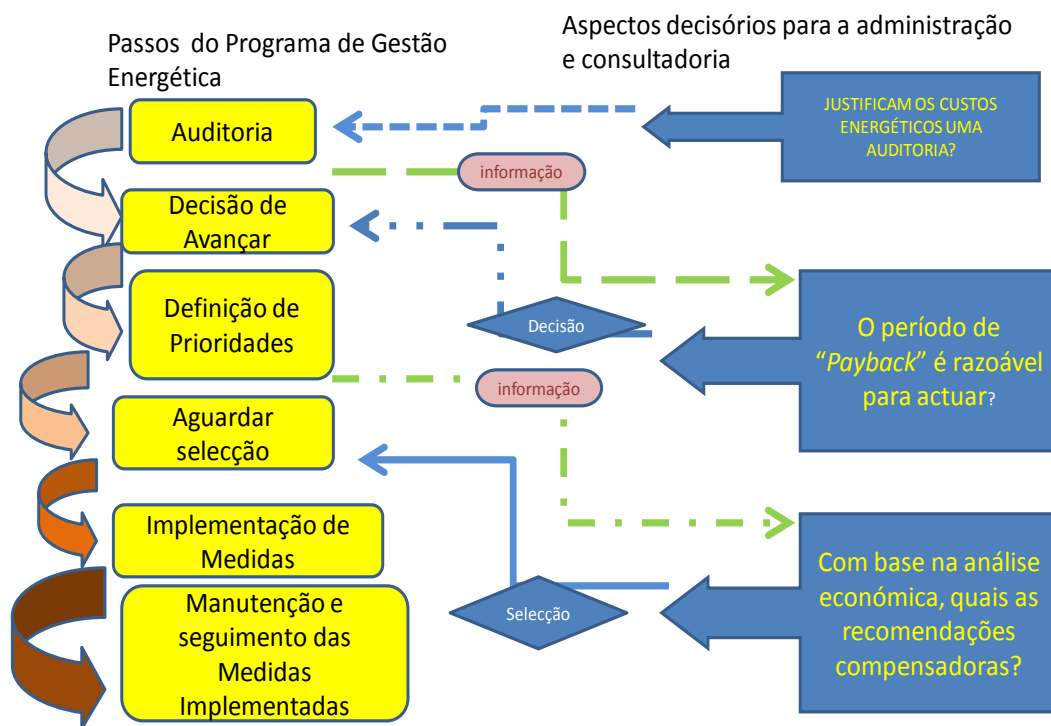 Passos do Programa de Gestão
Energética
Aspectos decisórios para a administração
e consultadoria
Auditoria
JUSTIFICAM OS CUSTOS
ENERGÉTICOS UMA
AUDITORIA?
informação
Decisão de
Avançar
Definição de
Prioridades
Decisão
O período de
“Payback” é razoável
para actuar?
informação
Aguardar
selecção
Implementação de
Medidas
Com base na análise
económica, quais as
recomendações
compensadoras?
Selecção
Manutenção e
seguimento das
Medidas
Implementadas